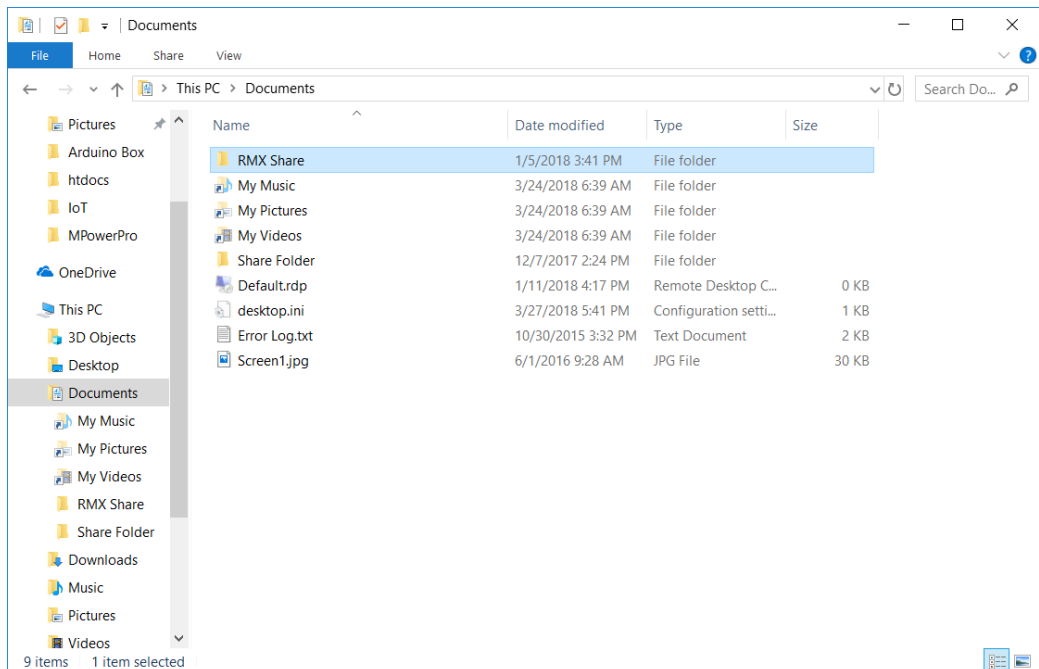 Documents
File Home Share View
This PC > Documents Search Do...
Name Date modified Type Size
Pictures
Arduino Box
htdocs
IoT
MPowerPro
OneDrive
This PC
3D Objects
Desktop
Documents
My Music
My Pictures
My Videos
RMX Share
Share Folder
Downloads
Music
Pictures
Videos
RMX Share 1/5/2018 3:41 PM File folder
My Music 3/24/2018 6:39 AM File folder
My Pictures 3/24/2018 6:39 AM File folder
My Videos 3/24/2018 6:39 AM File folder
Share Folder 12/7/2017 2:24 PM File folder
Default.rdp 1/11/2018 4:17 PM Remote Desktop C... 0 KB
desktop.ini 3/27/2018 5:41 PM Configuration setti... 1 KB
Error Log.txt 10/30/2015 3:32 PM Text Document 2 KB
Screen1.jpg 6/1/2016 9:28 AM JPG File 30 KB
9 items 1 item selected